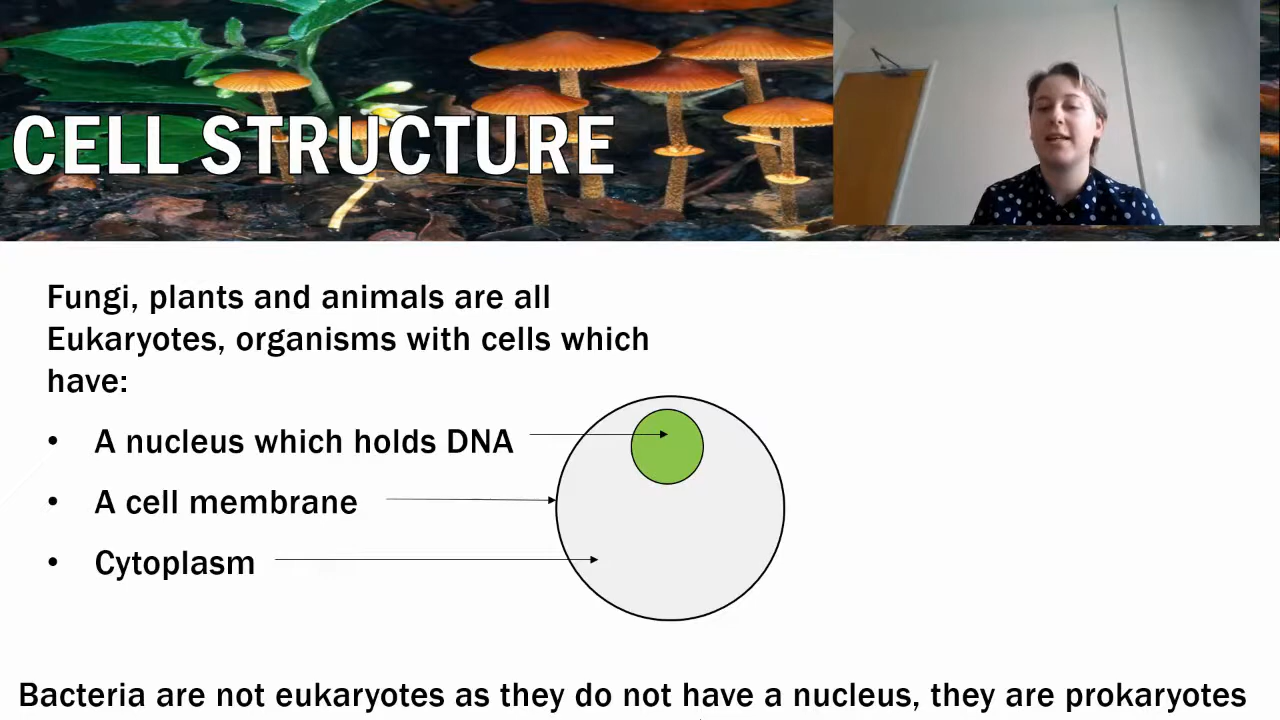 CELL STRUCTURE
Fungi, plants and animals are all
Eukaryotes, organisms with cells which
have:
• A nucleus which holds DNA
• A cell membrane
• Cytoplasm
Bacteria are not eukaryotes as they do not have a nucleus, they are prokaryotes